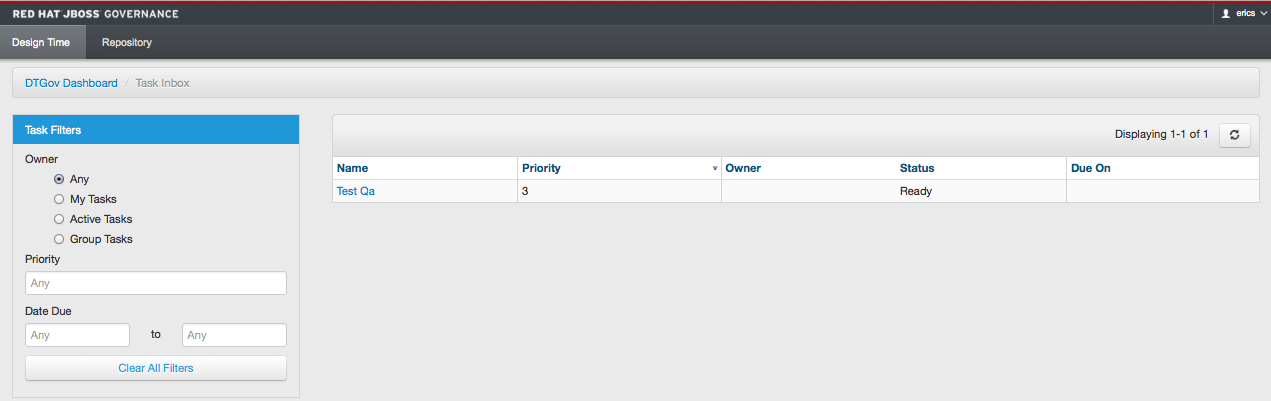 RED HAT JBOSS GOVERNANCE
erics
Design Time Repository
DTGov Dashboard / Task Inbox
Task Filters
Owner
Any
My Tasks
Active Tasks
Group Tasks
Priority
Any
Date Due
Any to Any
Clear All Filters
Displaying 1-1 of 1
Name Priority Owner Status Due On
Test Qa 3 Ready